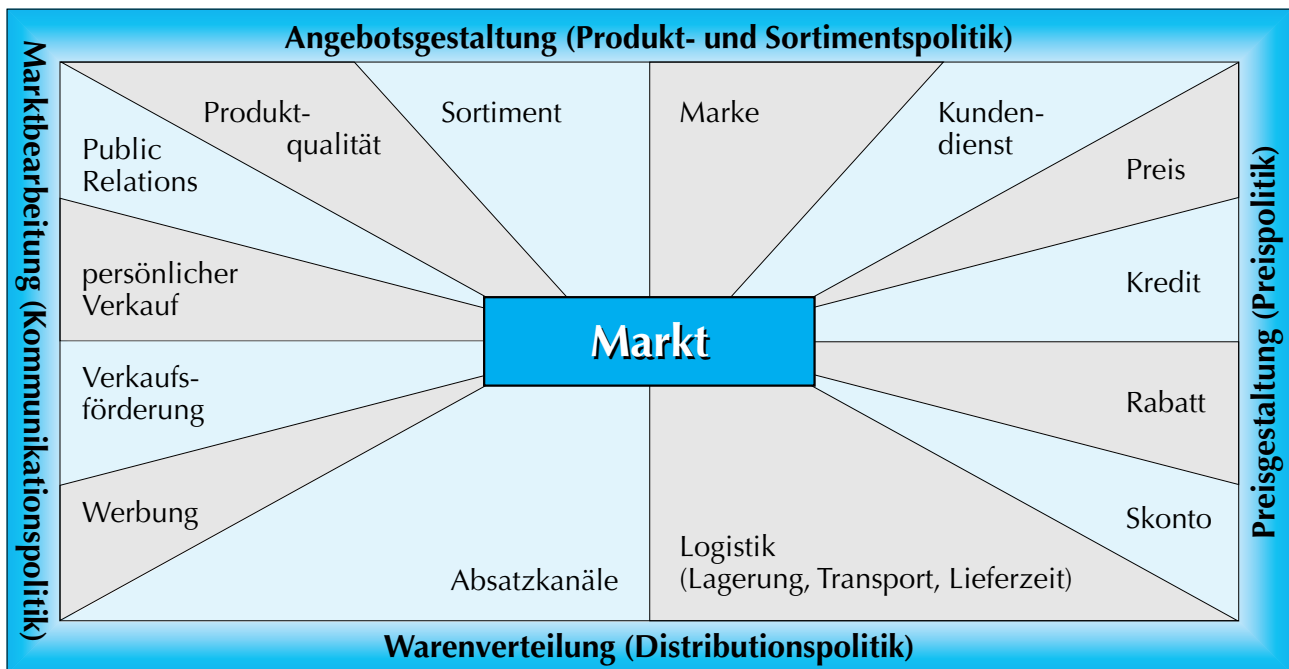 Angebotsgestaltung (Produkt- und Sortimentspolitik)
Marktbearbeitung (Kommunikationspolitik)
Public
Relations
Produkt-
qualität
Sortiment
Marke
Kunden-
dienst
Preis
persönlicher
Verkauf
Kredit
Markt
Verkaufs-
förderung
Rabatt
Werbung
Skonto
Absatzkanäle
Logistik
(Lagerung, Transport, Lieferzeit)
Preisgestaltung (Preispolitik)
Warenverteilung (Distributionspolitik)